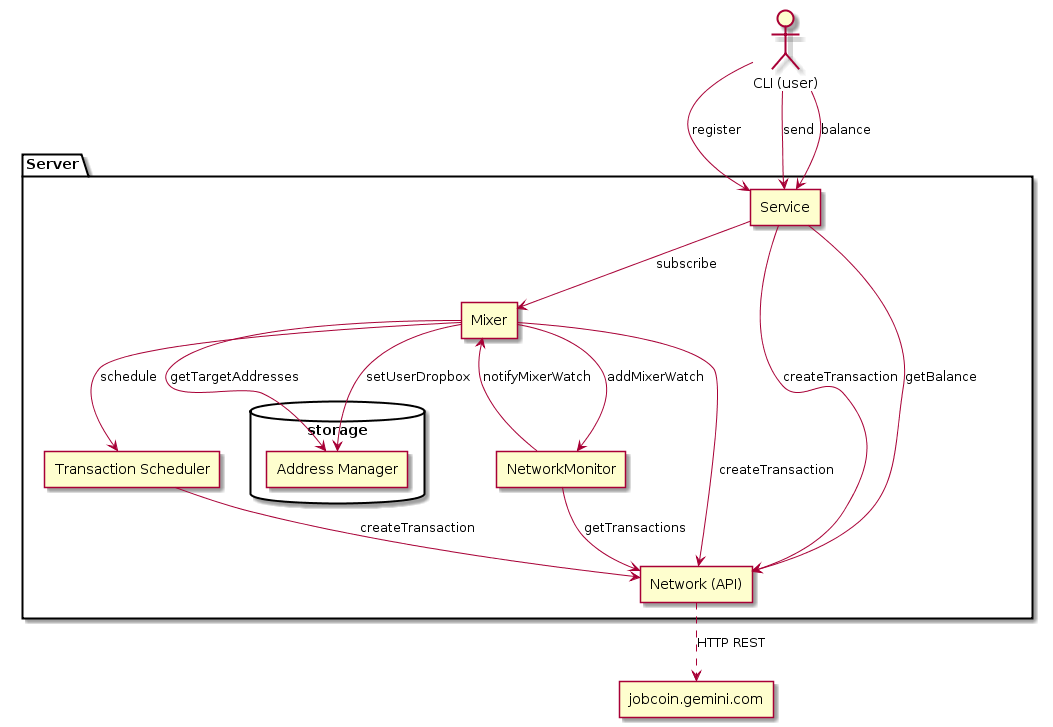 CLI (user)
register
send
balance
Server
Service
subscribe
Mixer
schedule
getTargetAddresses
setUserDropbox
notifyMixerWatch
addMixerWatch
createTransaction
getBalance
storage
Transaction Scheduler
Address Manager
NetworkMonitor
createTransaction
createTransaction
getTransactions
Network (API)
HTTP REST
jobcoin.gemini.com